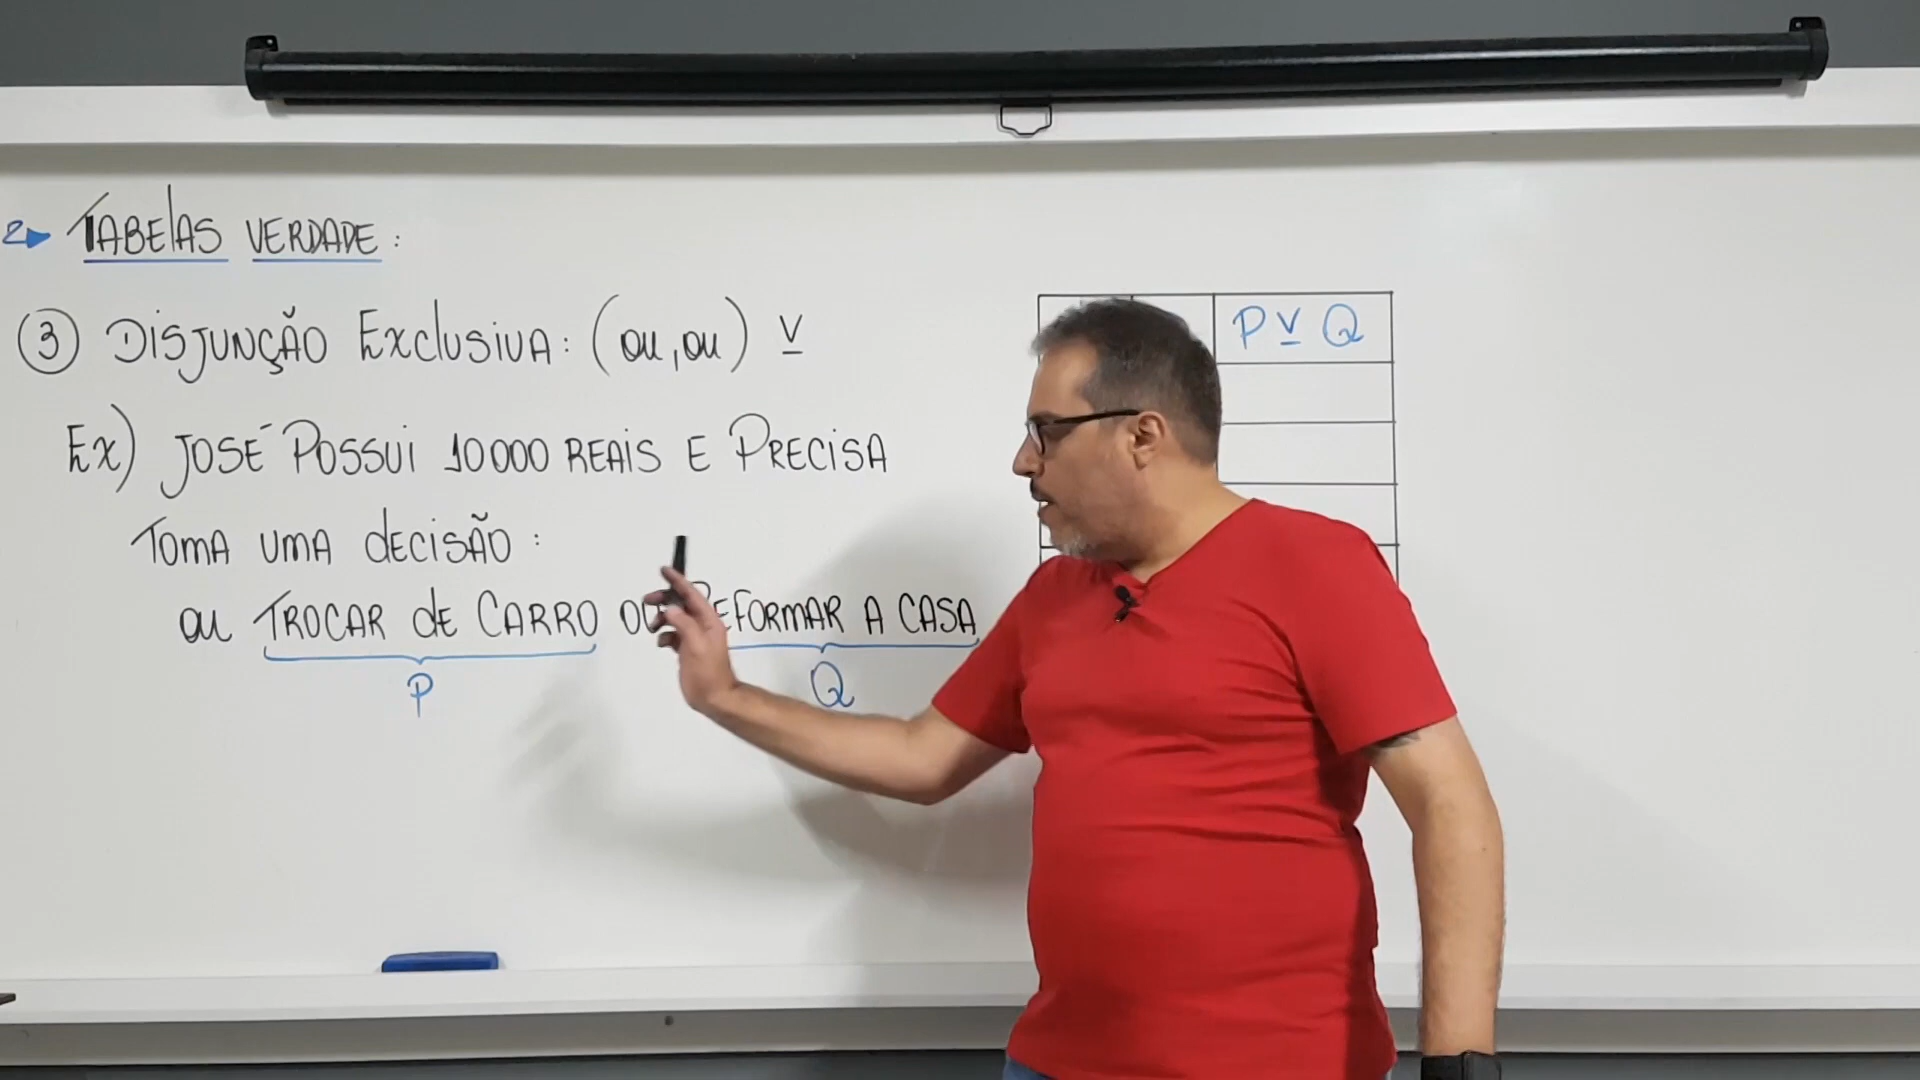 2► TABELAS VERDADE:
③ DISJUNÇÃO EXCLUSIVA: (ou, ou) ⊻
Ex) JOSÉ POSSUI 10000 REAIS E PRECISA
TOMA UMA DECISÃO:
ou TROCAR DE CARRO REFORMAR A CASA
P Q
P ⊻ Q